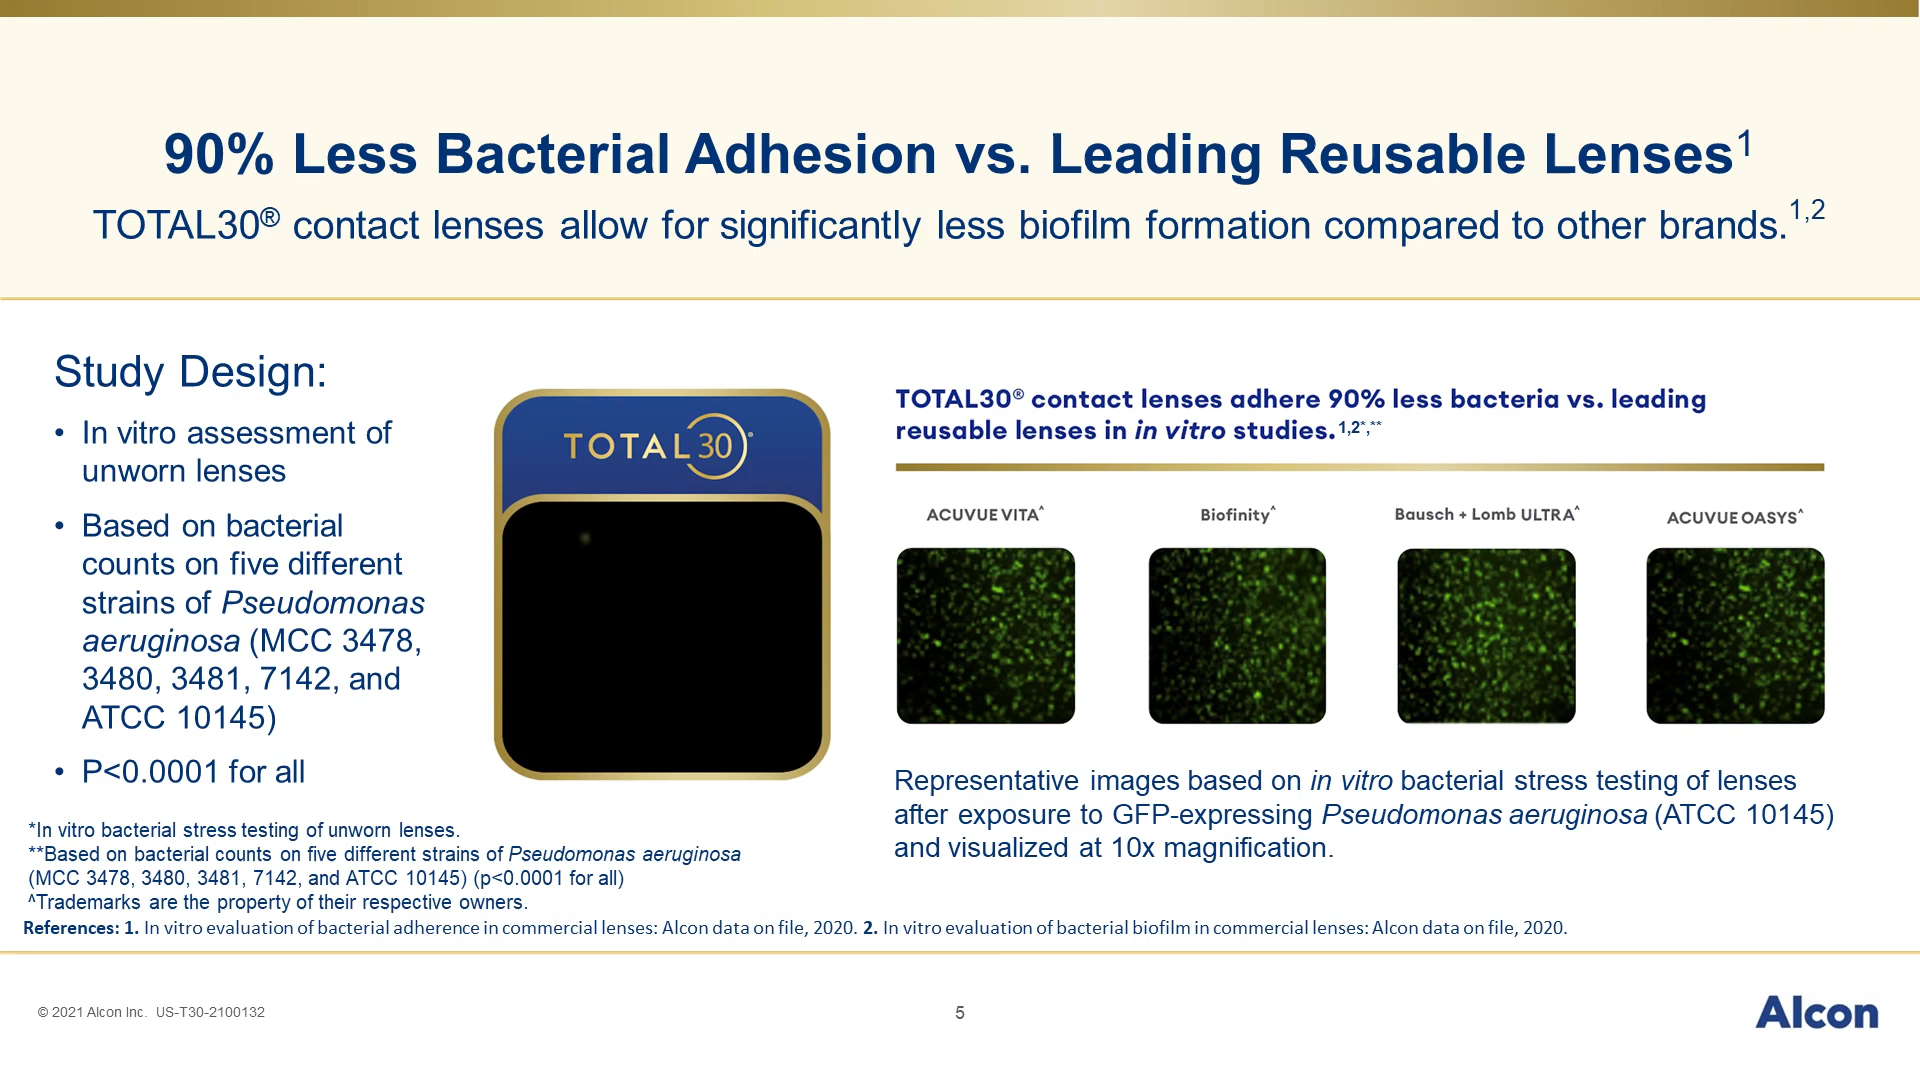 90% Less Bacterial Adhesion vs. Leading Reusable Lenses1
TOTAL30® contact lenses allow for significantly less biofilm formation compared to other brands.1,2
Study Design:
• In vitro assessment of
unworn lenses
• Based on bacterial
counts on five different
strains of Pseudomonas
aeruginosa (MCC 3478,
3480, 3481, 7142, and
ATCC 10145)
• P<0.0001 for all
TOTAL30®
TOTAL30® contact lenses adhere 90% less bacteria vs. leading
reusable lenses in in vitro studies.1,2*,**
ACUVUE VITA^
Biofinity^
Bausch + Lomb ULTRA^
ACUVUE OASYS^
Representative images based on in vitro bacterial stress testing of lenses
after exposure to GFP-expressing Pseudomonas aeruginosa (ATCC 10145)
and visualized at 10x magnification.
*In vitro bacterial stress testing of unworn lenses.
**Based on bacterial counts on five different strains of Pseudomonas aeruginosa
(MCC 3478, 3480, 3481, 7142, and ATCC 10145) (p<0.0001 for all)
^Trademarks are the property of their respective owners.
References: 1. In vitro evaluation of bacterial adherence in commercial lenses: Alcon data on file, 2020. 2. In vitro evaluation of bacterial biofilm in commercial lenses: Alcon data on file, 2020.
© 2021 Alcon Inc. US-T30-2100132
5
Alcon